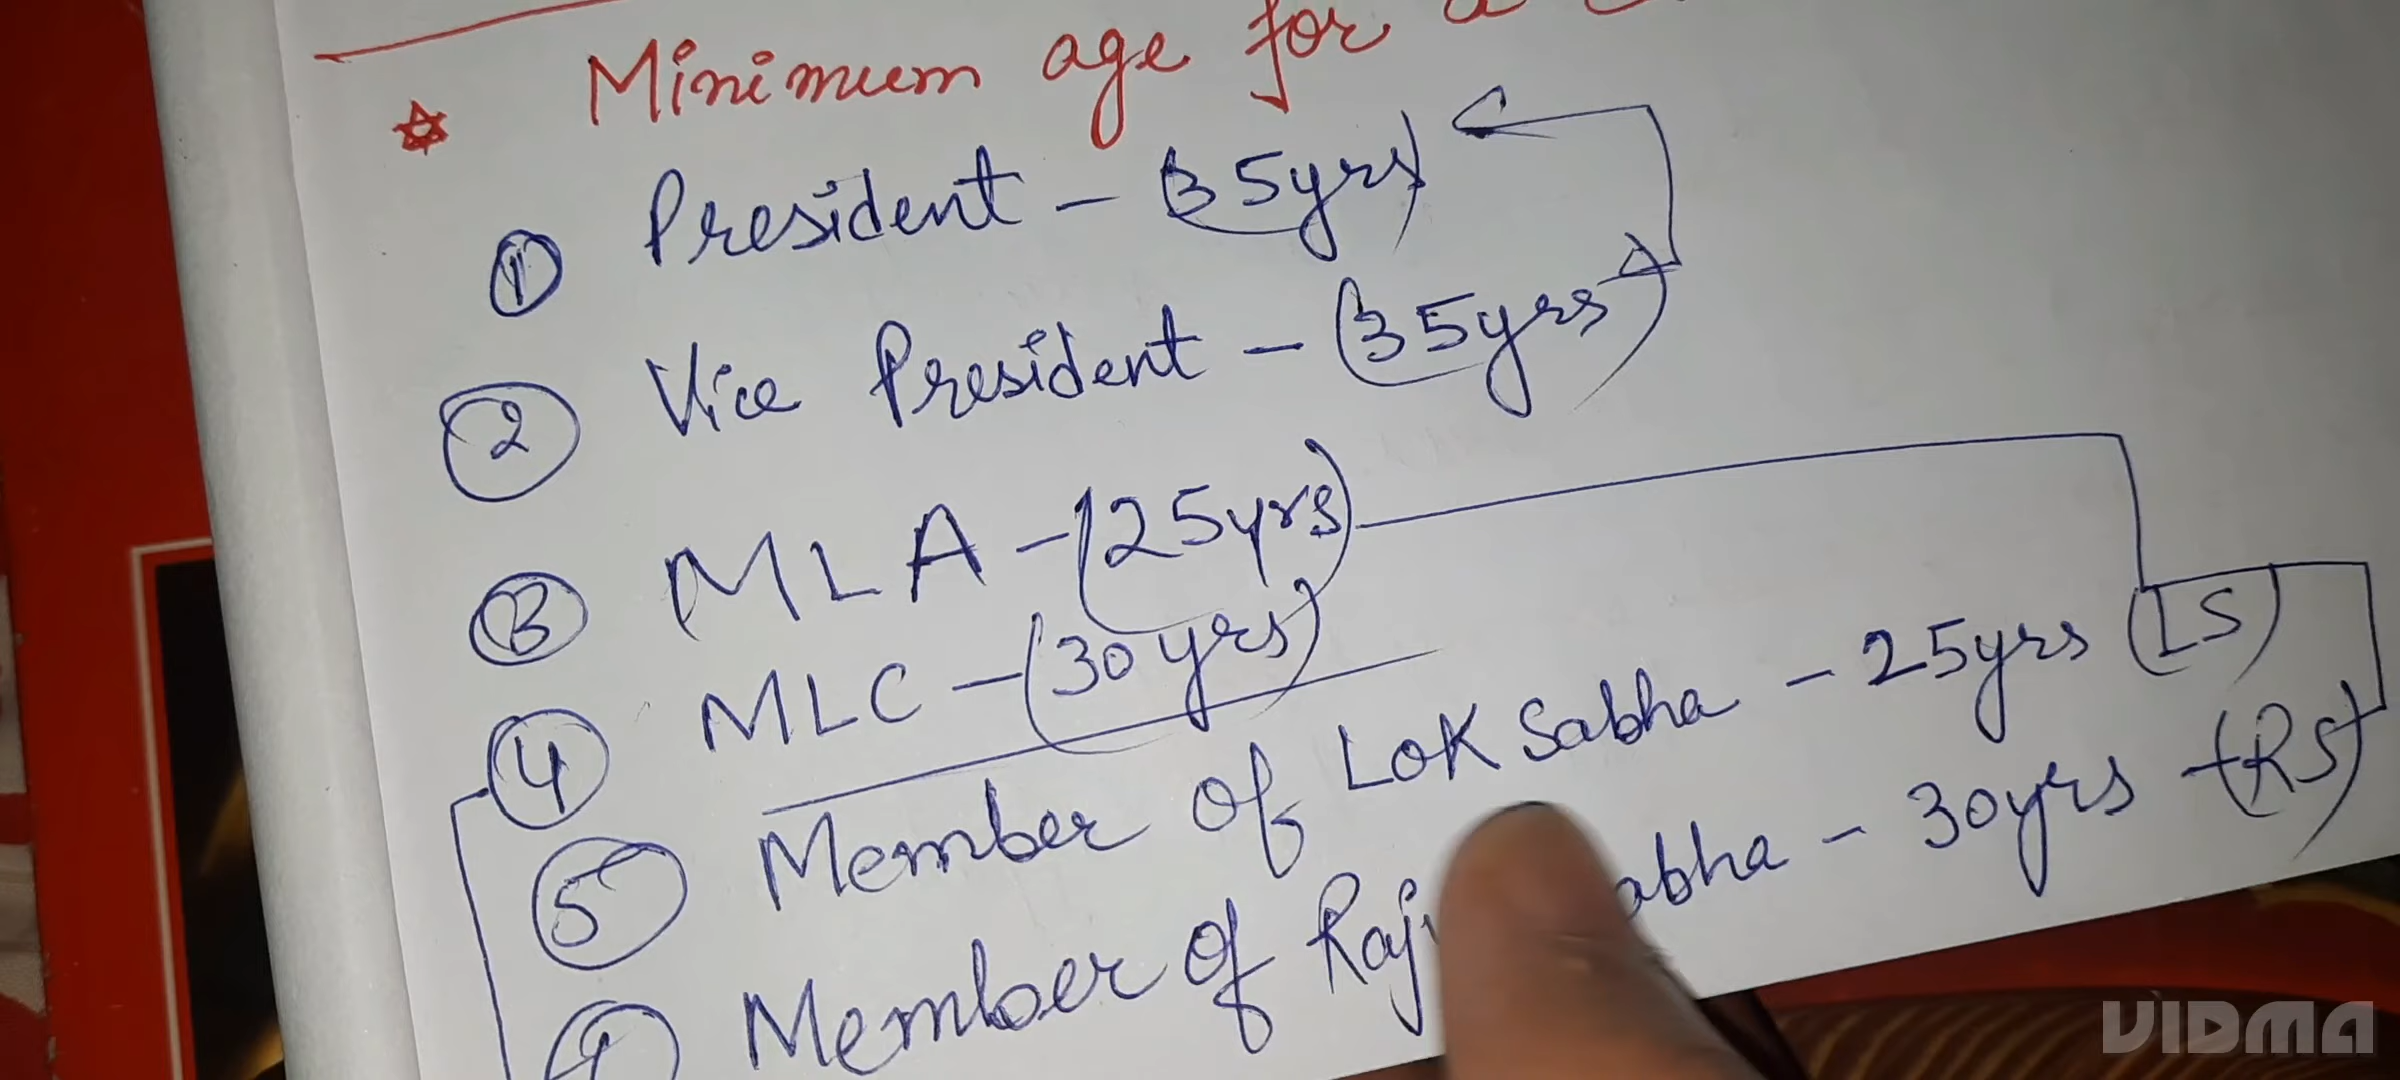 Minimum age for a
① President - (35yrs)
② Vice President - (35yrs)
③ MLA - (25yrs)
④ MLC - (30 yrs)
⑤ Member of Lok Sabha - 25yrs (LS)
Member of - 30yrs - (RS)
VIDMA